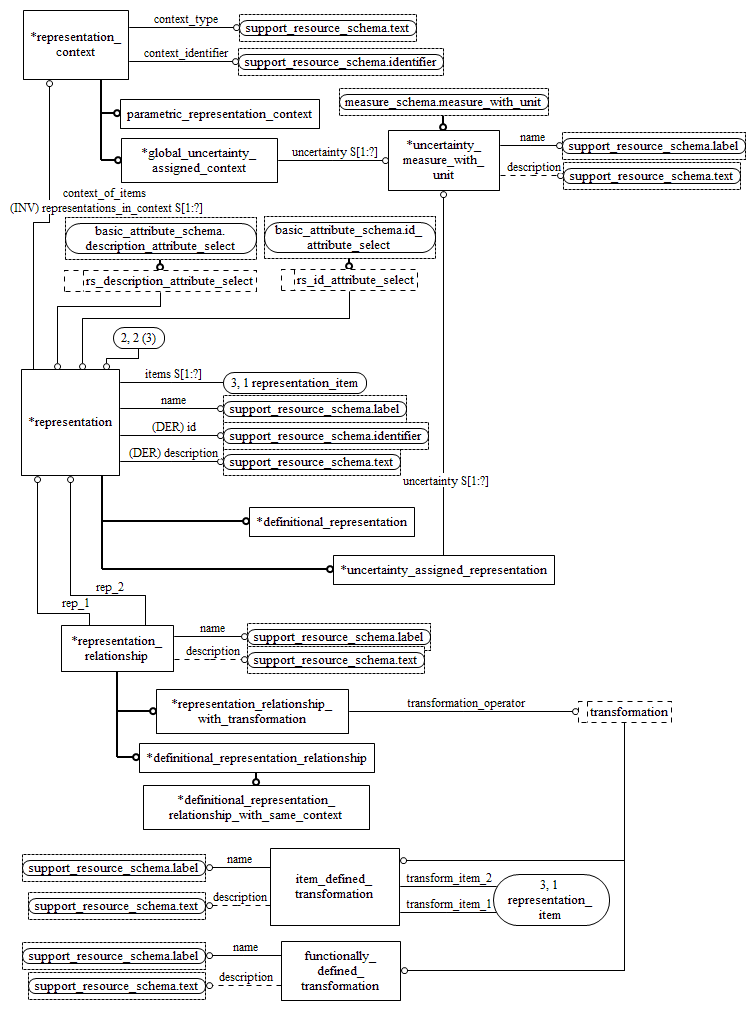 context_type
*representation_
context
support_resource_schema.text
context_identifier
support_resource_schema.identifier
measure_schema.measure_with_unit
parametric_representation_context
*global_uncertainty_
assigned_context
uncertainty S[1:?]
*uncertainty_
measure_with_
unit
name
support_resource_schema.label
description
support_resource_schema.text
context_of_items
(INV) representations_in_context S[1:?]
basic_attribute_schema.
description_attribute_select
basic_attribute_schema.id_
attribute_select
rs_description_attribute_select
rs_id_attribute_select
2, 2 (3)
*representation
items S[1:?]
3, 1 representation_item
name
support_resource_schema.label
(DER) id
support_resource_schema.identifier
(DER) description
support_resource_schema.text
uncertainty S[1:?]
*definitional_representation
*uncertainty_assigned_representation
rep_2
rep_1
*representation_
relationship
name
support_resource_schema.label
description
support_resource_schema.text
*representation_relationship_
with_transformation
transformation_operator
transformation
*definitional_representation_relationship
*definitional_representation_
relationship_with_same_context
support_resource_schema.label
name
item_defined_
transformation
support_resource_schema.text
description
transform_item_2
transform_item_1
3, 1
representation_
item
support_resource_schema.label
name
functionally_
defined_
transformation
support_resource_schema.text
description